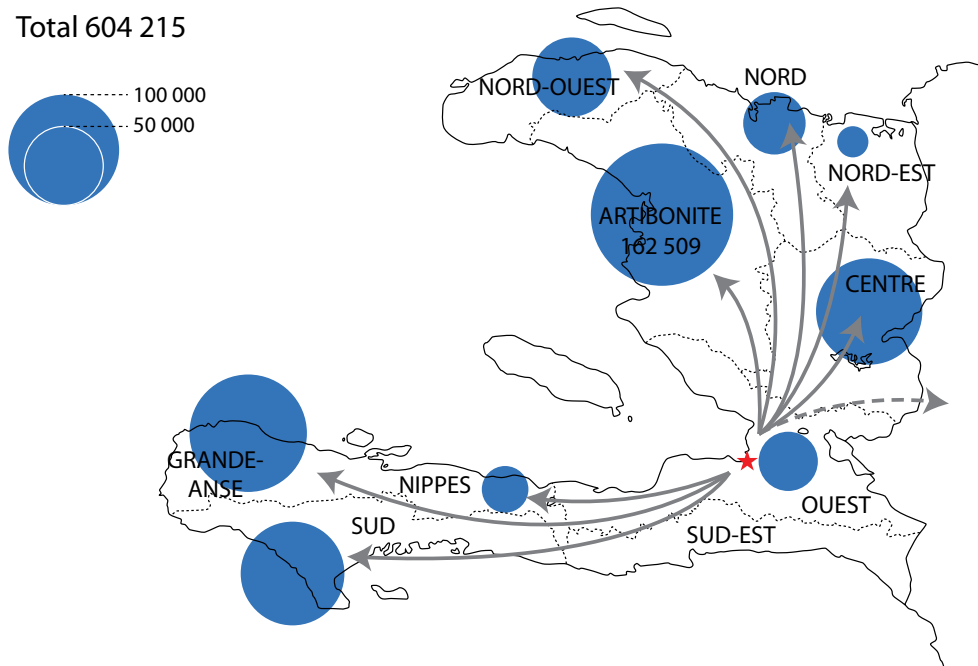 Total 604 215
100 000
50 000
NORD-OUEST
NORD
NORD-EST
ARTIBONITE
162 509
CENTRE
GRANDE-
ANSE
NIPPES
SUD
OUEST
SUD-EST